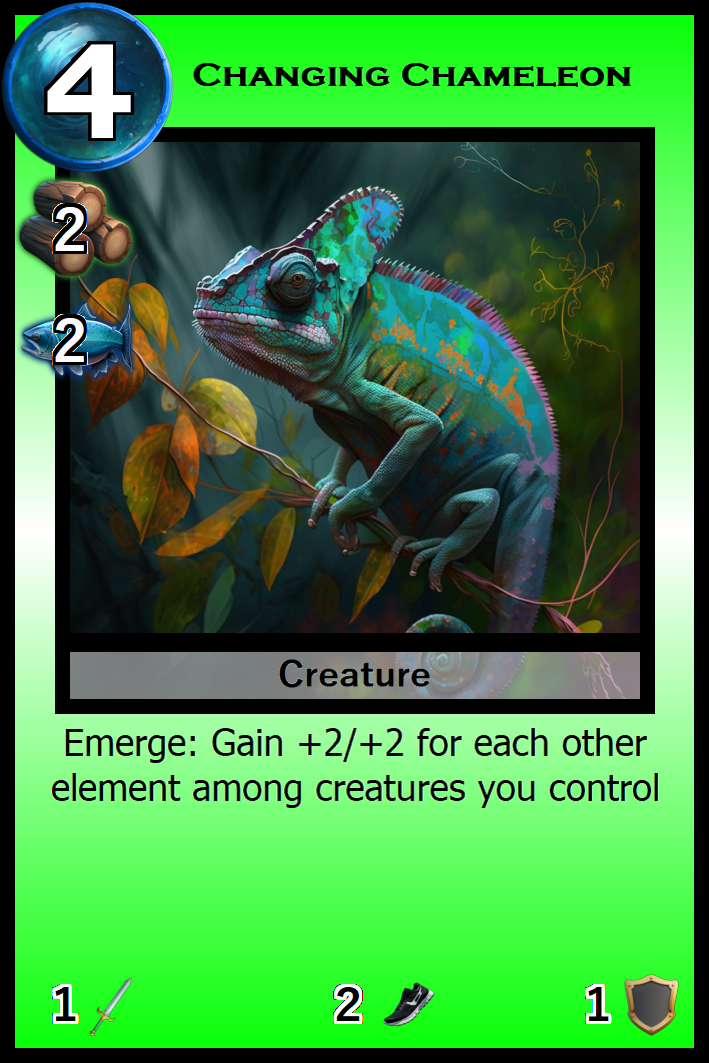 4
Changing Chameleon
2
2
Creature
Emerge: Gain +2/+2 for each other
element among creatures you control
1 2 1